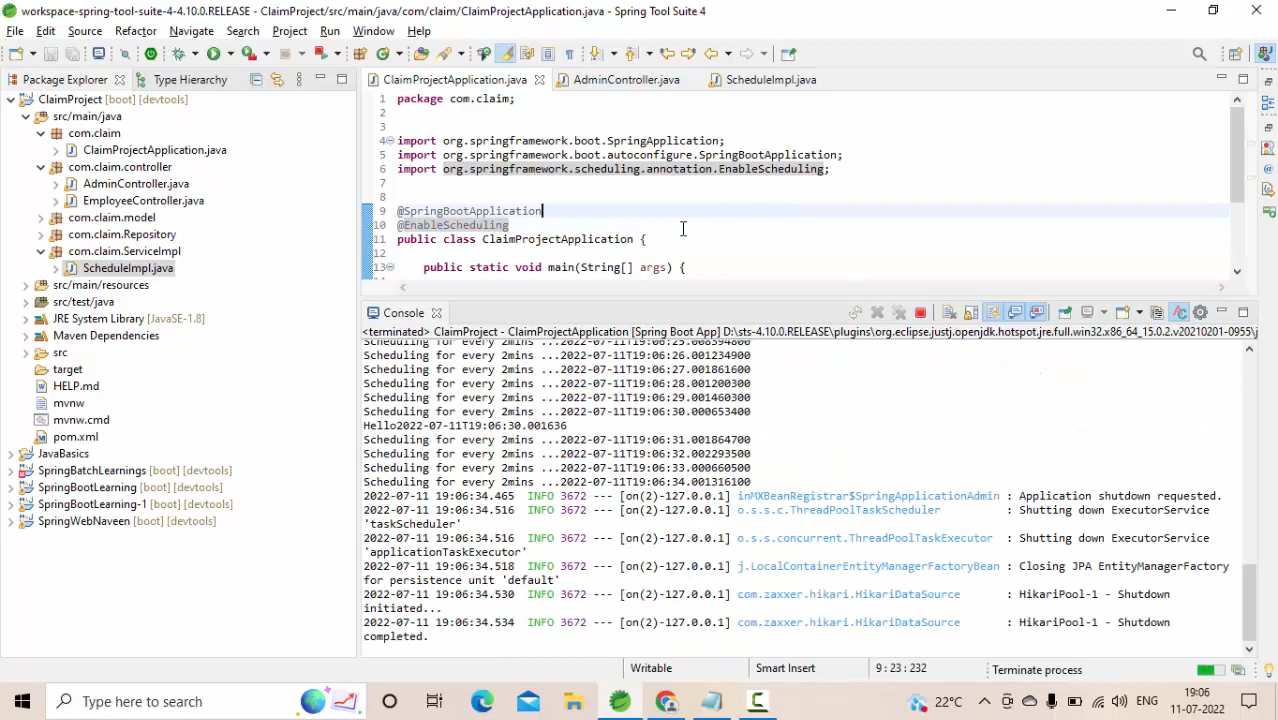 workspace-spring-tool-suite-4-4.10.0.RELEASE - ClaimProject/src/main/java/com/claim/ClaimProjectApplication.java - Spring Tool Suite 4
File Edit Source Refactor Navigate Search Project Run Window Help
Package Explorer Type Hierarchy
ClaimProjectApplication.java AdminController.java ScheduleImpl.java
ClaimProject [boot] [devtools]
src/main/java
com.claim
ClaimProjectApplication.java
com.claim.controller
AdminController.java
EmployeeController.java
com.claim.model
com.claim.Repository
com.claim.ServiceImpl
ScheduleImpl.java
src/main/resources
src/test/java
JRE System Library [JavaSE-1.8]
Maven Dependencies
src
target
HELP.md
mvnw
mvnw.cmd
pom.xml
JavaBasics
SpringBatchLearnings [boot] [devtools]
SpringBootLearning [boot] [devtools]
SpringBootLearning-1 [boot] [devtools]
SpringWebNaveen [boot] [devtools]
1 package com.claim;
2
3
4 import org.springframework.boot.SpringApplication;
5 import org.springframework.boot.autoconfigure.SpringBootApplication;
6 import org.springframework.scheduling.annotation.EnableScheduling;
7
8
9 @SpringBootApplication
10 @EnableScheduling
11 public class ClaimProjectApplication {
12
13 public static void main(String[] args) {
Console
<terminated> ClaimProject - ClaimProjectApplication [Spring Boot App] D:\sts-4.10.0.RELEASE\plugins\org.eclipse.justj.openjdk.hotspot.jre.full.win32.x86_64_15.0.2.v20210201-0955\j
Scheduling for every 2mins ...2022-07-11T19:06:25.000594800
Scheduling for every 2mins ...2022-07-11T19:06:26.001234900
Scheduling for every 2mins ...2022-07-11T19:06:27.001861600
Scheduling for every 2mins ...2022-07-11T19:06:28.001200300
Scheduling for every 2mins ...2022-07-11T19:06:29.001460300
Scheduling for every 2mins ...2022-07-11T19:06:30.000653400
Hello2022-07-11T19:06:30.001636
Scheduling for every 2mins ...2022-07-11T19:06:31.001864700
Scheduling for every 2mins ...2022-07-11T19:06:32.002293500
Scheduling for every 2mins ...2022-07-11T19:06:33.000660500
Scheduling for every 2mins ...2022-07-11T19:06:34.001316100
2022-07-11 19:06:34.465 INFO 3672 --- [on(2)-127.0.0.1] inMXBeanRegistrar$SpringApplicationAdmin : Application shutdown requested.
2022-07-11 19:06:34.516 INFO 3672 --- [on(2)-127.0.0.1] o.s.s.c.ThreadPoolTaskScheduler : Shutting down ExecutorService
'taskScheduler'
2022-07-11 19:06:34.516 INFO 3672 --- [on(2)-127.0.0.1] o.s.s.concurrent.ThreadPoolTaskExecutor : Shutting down ExecutorService
'applicationTaskExecutor'
2022-07-11 19:06:34.518 INFO 3672 --- [on(2)-127.0.0.1] j.LocalContainerEntityManagerFactoryBean : Closing JPA EntityManagerFactory
for persistence unit 'default'
2022-07-11 19:06:34.530 INFO 3672 --- [on(2)-127.0.0.1] com.zaxxer.hikari.HikariDataSource : HikariPool-1 - Shutdown
initiated...
2022-07-11 19:06:34.534 INFO 3672 --- [on(2)-127.0.0.1] com.zaxxer.hikari.HikariDataSource : HikariPool-1 - Shutdown
completed.
Writable Smart Insert 9 : 23 : 232 Terminate process
Type here to search 22°C ENG 19:06
11-07-2022